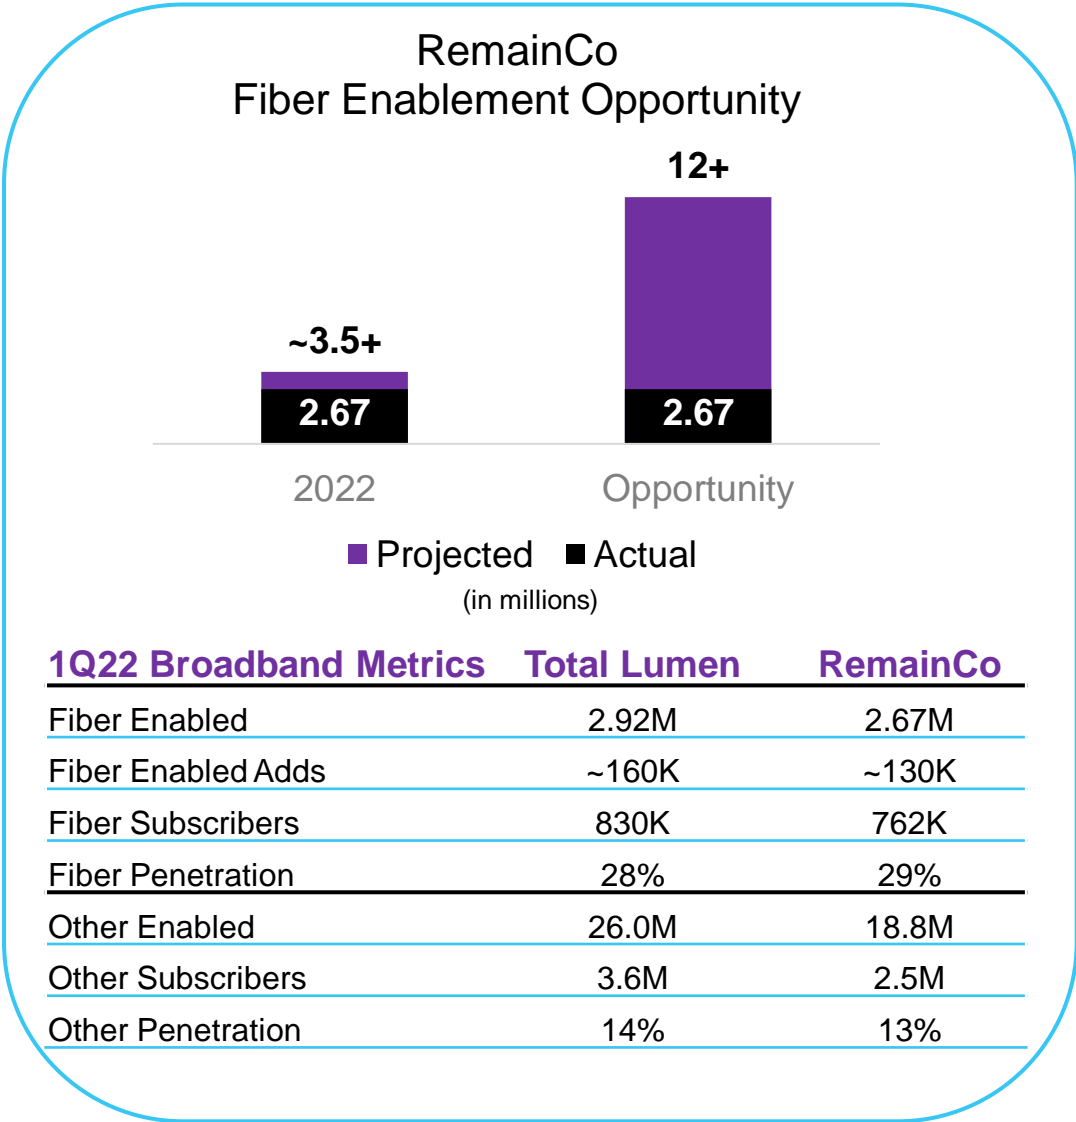 RemainCo
Fiber Enablement Opportunity
12+
~3.5+
2.67
2.67
2022
Opportunity
Projected
Actual
(in millions)
1Q22 Broadband Metrics Total Lumen RemainCo
Fiber Enabled 2.92M 2.67M
Fiber Enabled Adds ~160K ~130K
Fiber Subscribers 830K 762K
Fiber Penetration 28% 29%
Other Enabled 26.0M 18.8M
Other Subscribers 3.6M 2.5M
Other Penetration 14% 13%